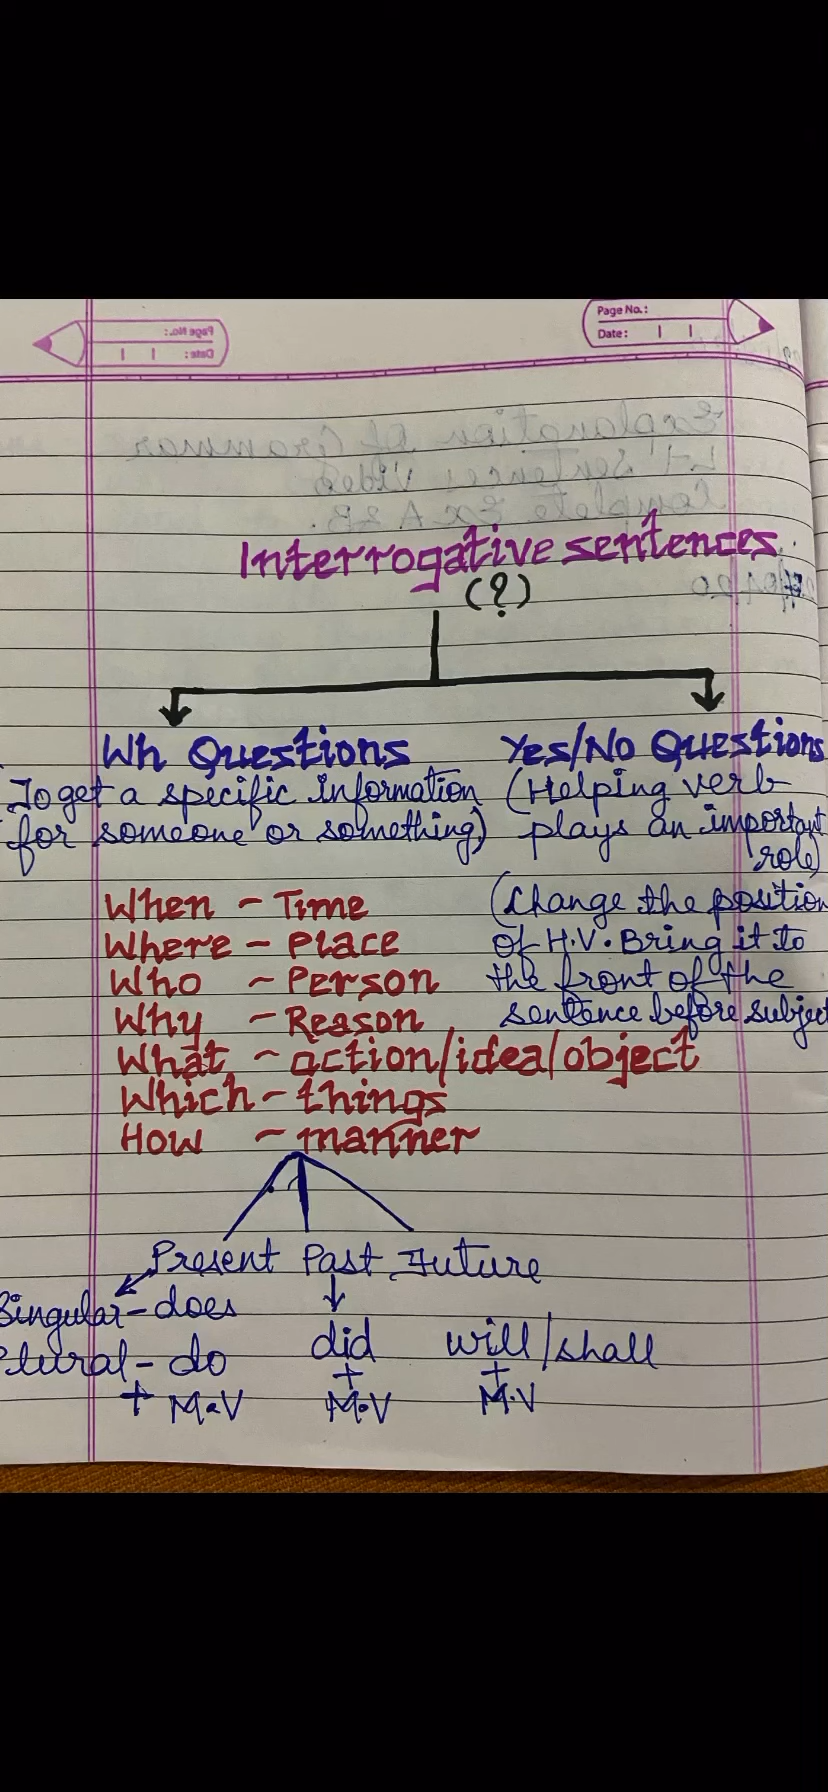 Page No.:
Date:
Interrogative sentences
(?)
Wh Questions
To get a specific information
for someone or something)
Yes/No Questions
(Helping verb
plays an important
role)
(Change the position
of H.V. Bring it to
the front of the
sentence before subject
When - Time
Where - Place
Who - Person
Why - Reason
What - action/idea/object
Which - things
How - manner
Present Past Future
Singular - does
Plural - do
+ M.V
did
+
M.V
will/shall
+
M.V